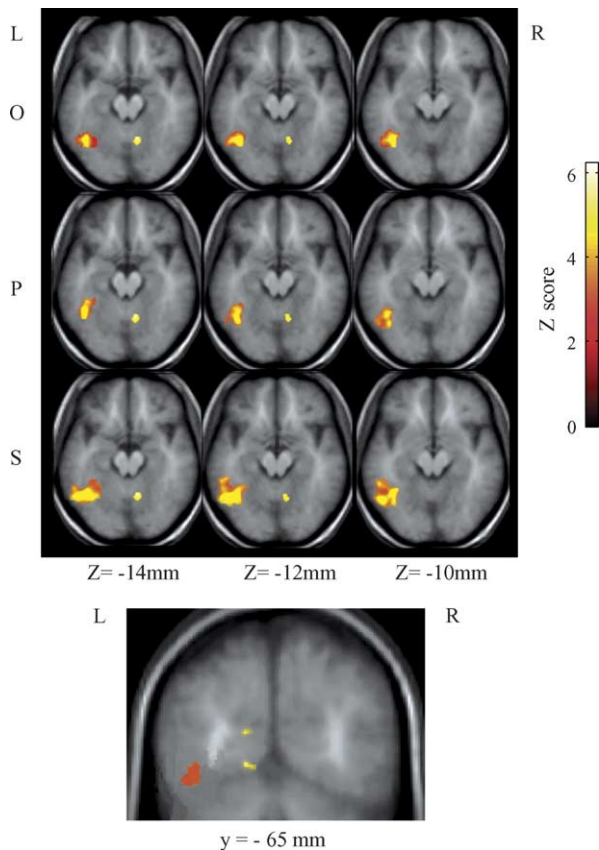 L
R
O
P
S
6
4
2
0
Z score
Z= -14mm
Z= -12mm
Z= -10mm
L
R
y = - 65 mm